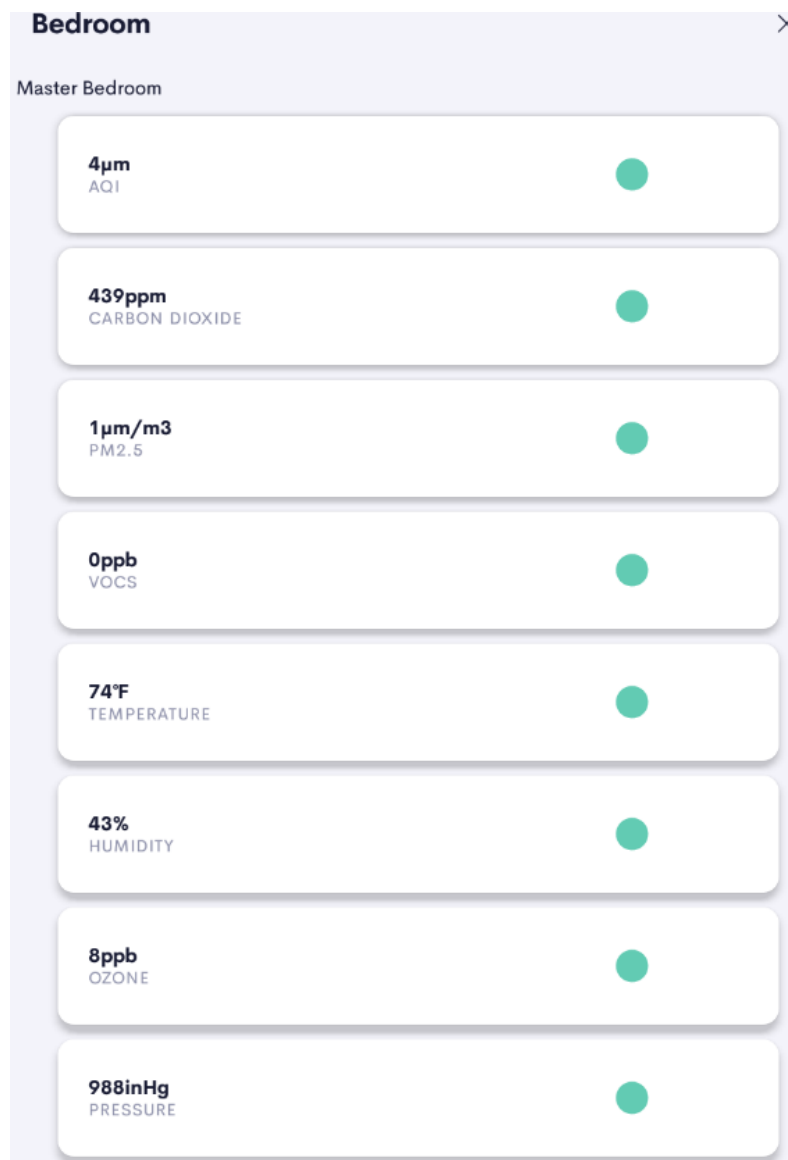 Bedroom
Master Bedroom
4µm
AQI
439ppm
CARBON DIOXIDE
1µm/m3
PM2.5
0ppb
VOCS
74°F
TEMPERATURE
43%
HUMIDITY
8ppb
OZONE
988inHg
PRESSURE